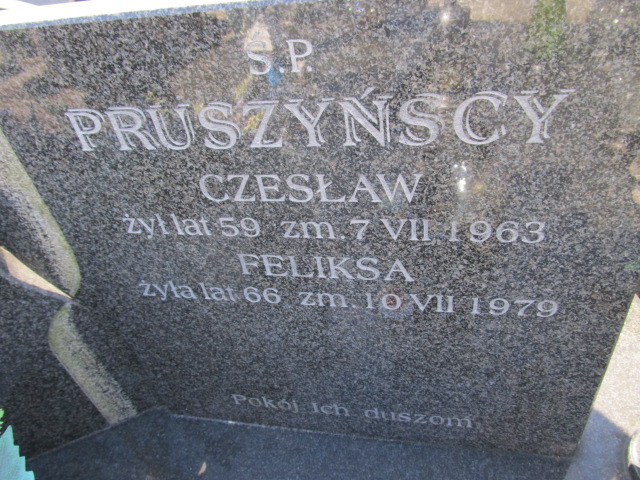 Ś.P.
PRUSZYŃSCY
CZESŁAW
żył lat 59 zm. 7 VII 1963
FELIKSA
żyła lat 66 zm. 10 VII 1979
Pokój ich duszom